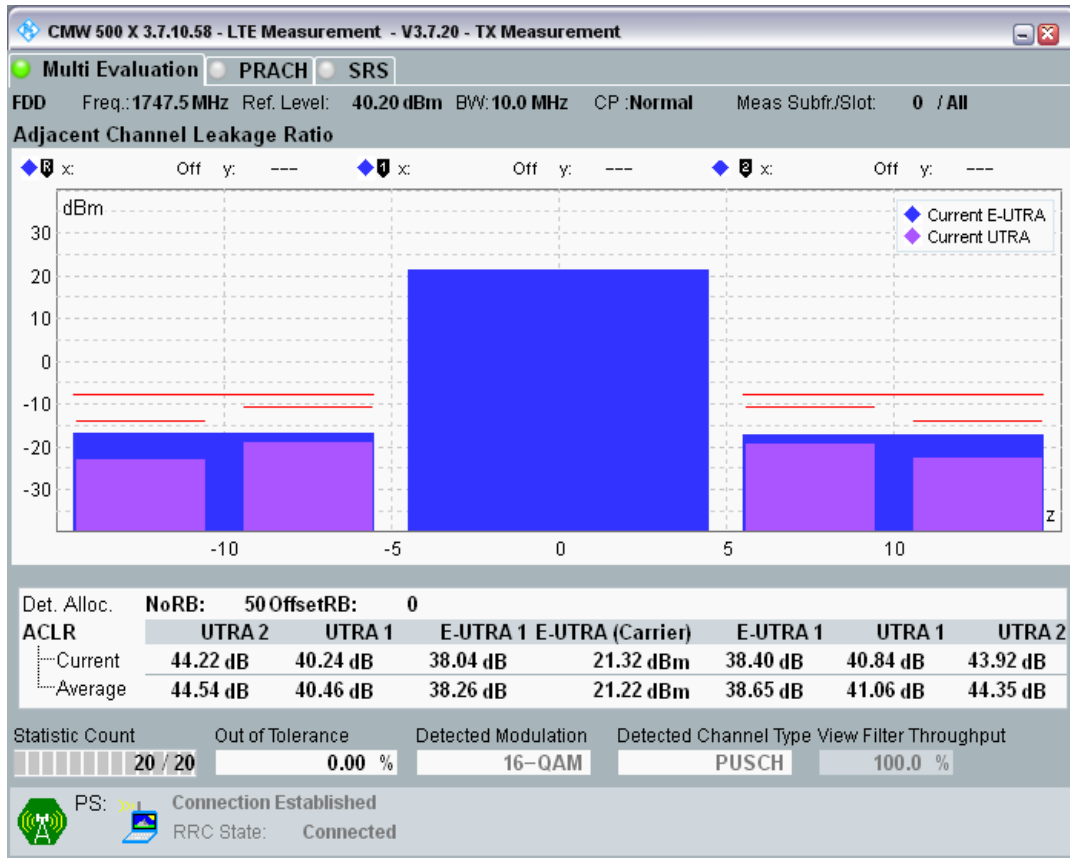 CMW 500 X 3.7.10.58 - LTE Measurement - V3.7.20 - TX Measurement
Multi Evaluation PRACH SRS
FDD Freq.: 1747.5 MHz Ref. Level: 40.20 dBm BW: 10.0 MHz CP :Normal Meas Subfr./Slot: 0 / All
Adjacent Channel Leakage Ratio
R x: Off y: --- 1 x: Off y: --- 2 x: Off y: ---
dBm
Current E-UTRA
Current UTRA
30
20
10
0
-10
-20
-30
z
-10 -5 0 5 10
Det. Alloc. NoRB: 50 OffsetRB: 0
ACLR UTRA 2 UTRA 1 E-UTRA 1 E-UTRA (Carrier) E-UTRA 1 UTRA 1 UTRA 2
Current 44.22 dB 40.24 dB 38.04 dB 21.32 dBm 38.40 dB 40.84 dB 43.92 dB
Average 44.54 dB 40.46 dB 38.26 dB 21.22 dBm 38.65 dB 41.06 dB 44.35 dB
Statistic Count Out of Tolerance Detected Modulation Detected Channel Type View Filter Throughput
20 / 20 0.00 % 16-QAM PUSCH 100.0 %
PS: Connection Established
RRC State: Connected